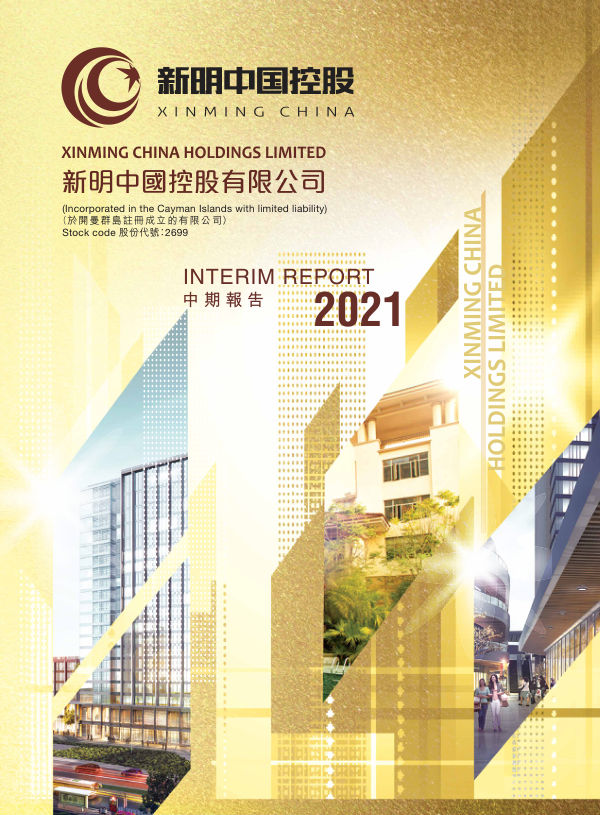 新明中国控股
XINMING CHINA
XINMING CHINA HOLDINGS LIMITED
新明中國控股有限公司
(Incorporated in the Cayman Islands with limited liability)
(於開曼群島註冊成立的有限公司)
Stock code 股份代號:2699
INTERIM REPORT
中期報告
2021
XINMING CHINA
HOLDINGS LIMITED